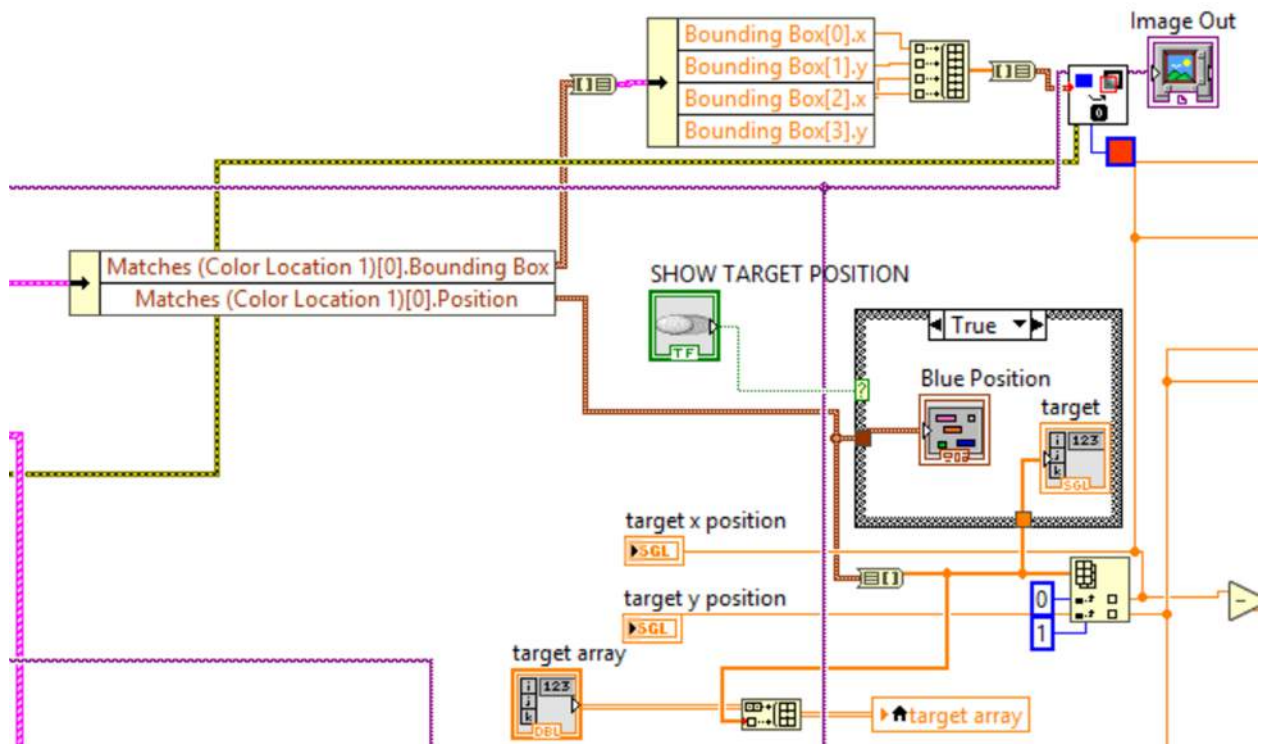 Image Out
Bounding Box[0].x
Bounding Box[1].y
Bounding Box[2].x
Bounding Box[3].y
0
Matches (Color Location 1)[0].Bounding Box
Matches (Color Location 1)[0].Position
SHOW TARGET POSITION
TF
True
?
Blue Position
target
i 123
j
k
SGL
target x position
SGL
0
target y position
SGL
1
target array
i 123
j
k
DBL
target array